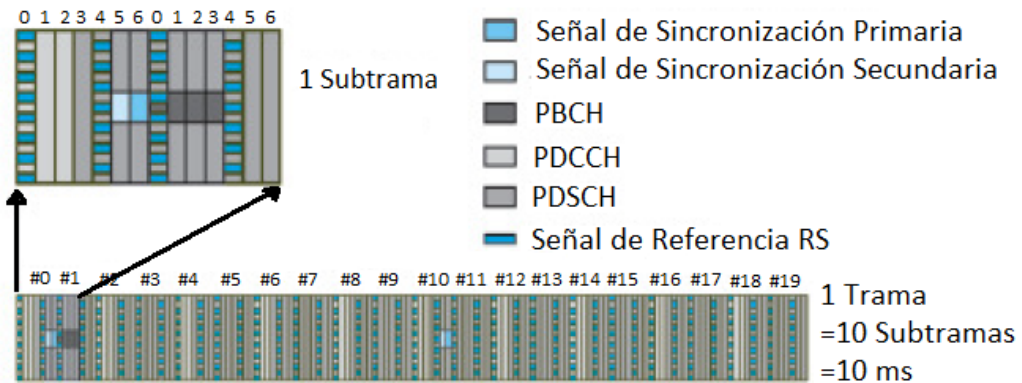 0 1 2 3 4 5 6 0 1 2 3 4 5 6
1 Subtrama
Señal de Sincronización Primaria
Señal de Sincronización Secundaria
PBCH
PDCCH
PDSCH
Señal de Referencia RS
#0 #1 #2 #3 #4 #5 #6 #7 #8 #9 #10 #11 #12 #13 #14 #15 #16 #17 #18 #19
1 Trama
=10 Subtramas
=10 ms